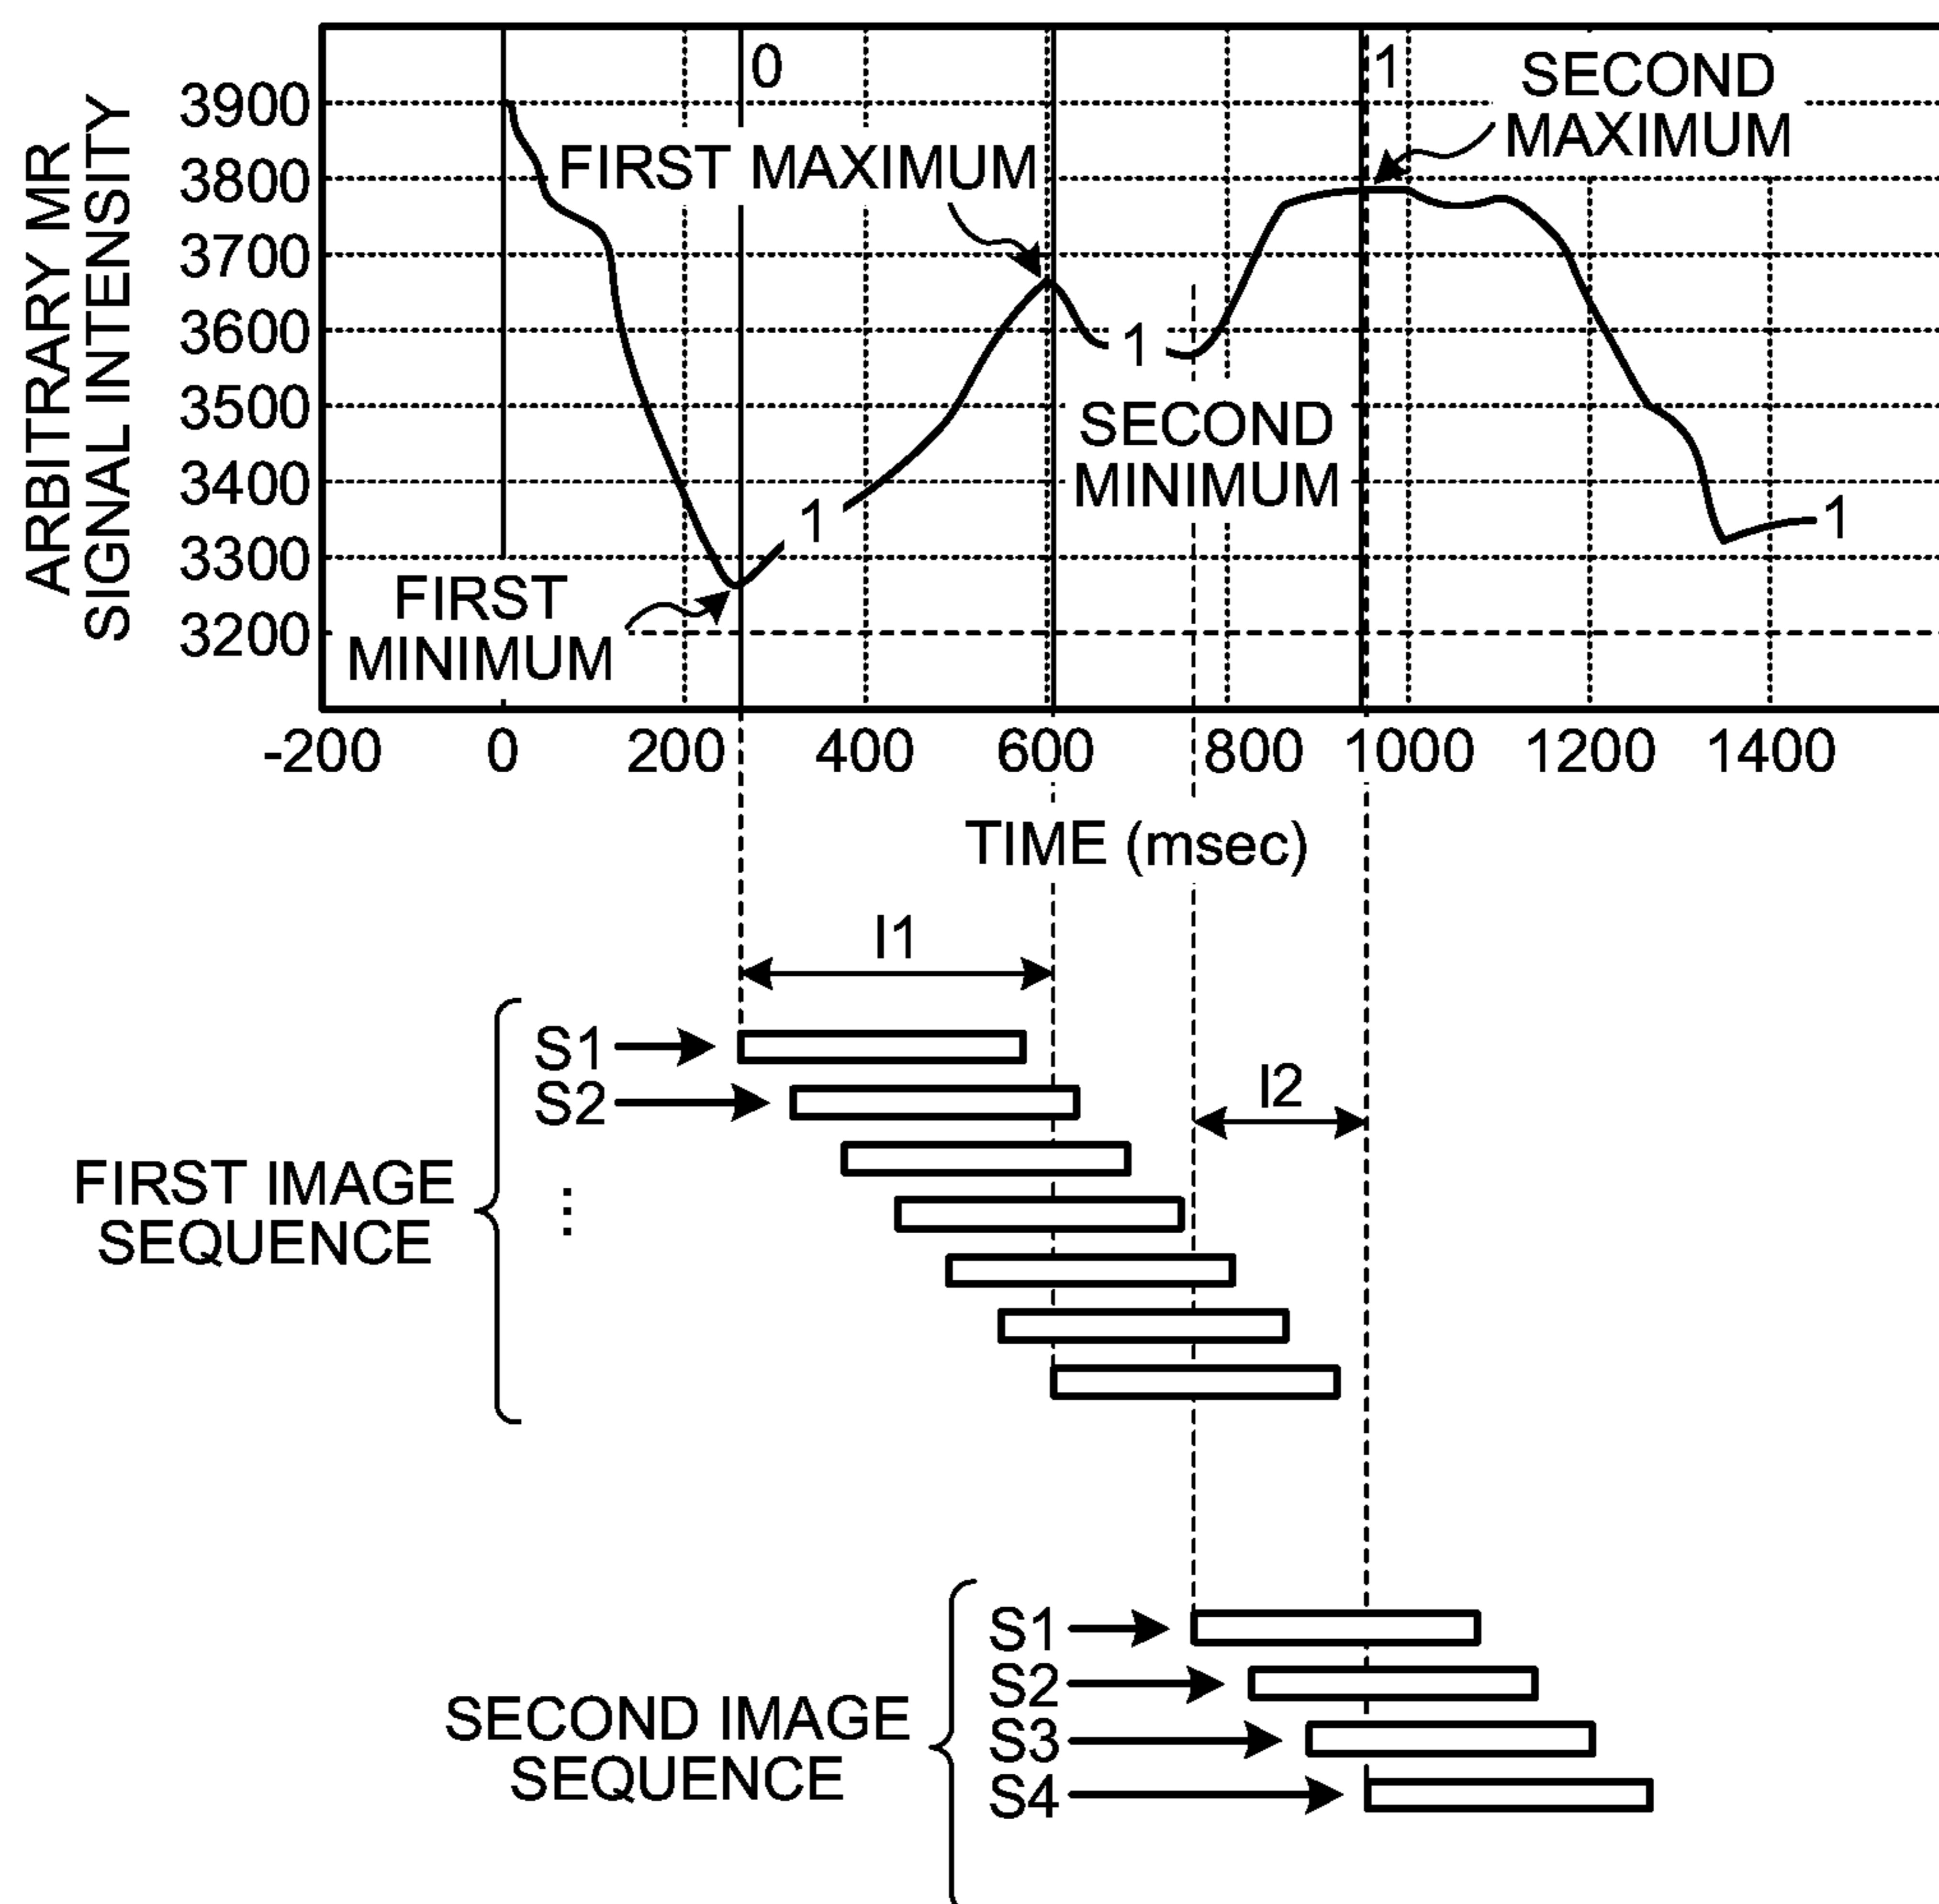 ARBITRARY MR
SIGNAL INTENSITY
3900
3800
3700
3600
3500
3400
3300
3200
0
1
SECOND
MAXIMUM
FIRST MAXIMUM
1
SECOND
MINIMUM
1
1
FIRST
MINIMUM
-200 0 200 400 600 800 1000 1200 1400
TIME (msec)
I1
S1
S2
I2
FIRST IMAGE
SEQUENCE
⋮
S1
S2
S3
S4
SECOND IMAGE
SEQUENCE